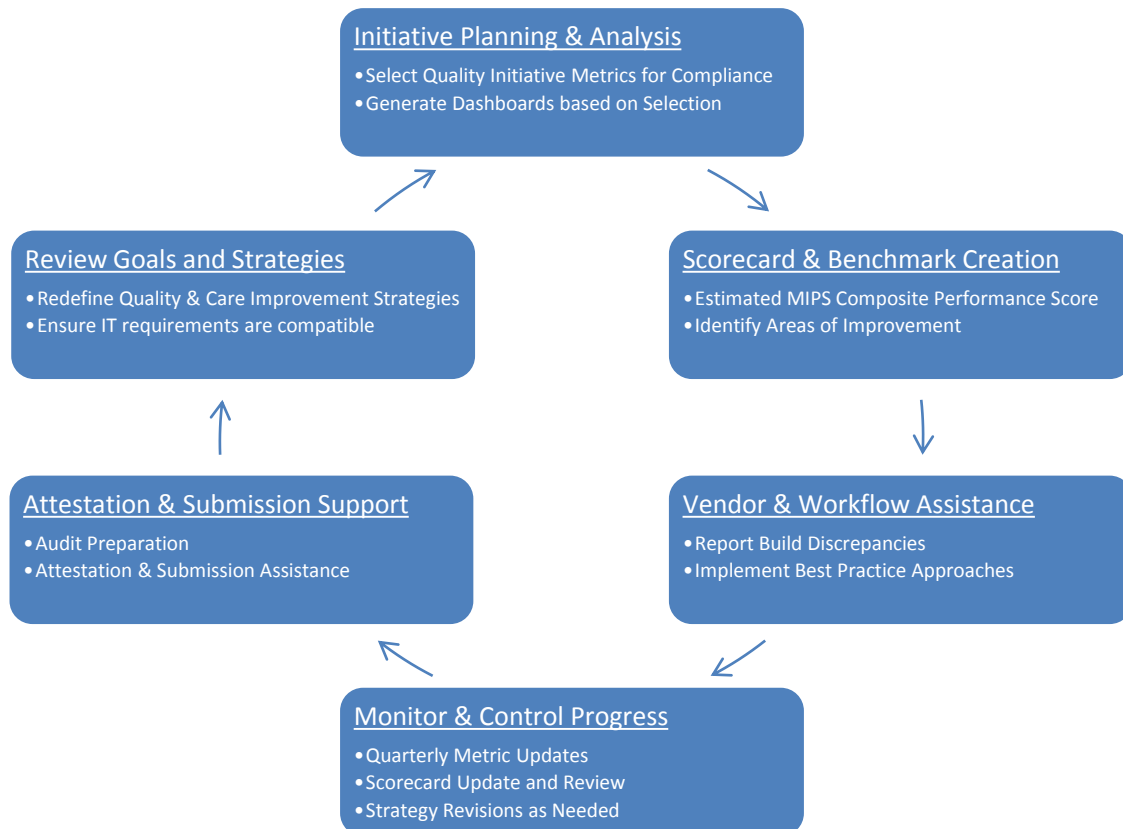 Initiative Planning & Analysis
•Select Quality Initiative Metrics for Compliance
•Generate Dashboards based on Selection
Scorecard & Benchmark Creation
•Estimated MIPS Composite Performance Score
•Identify Areas of Improvement
Vendor & Workflow Assistance
•Report Build Discrepancies
•Implement Best Practice Approaches
Monitor & Control Progress
•Quarterly Metric Updates
•Scorecard Update and Review
•Strategy Revisions as Needed
Attestation & Submission Support
•Audit Preparation
•Attestation & Submission Assistance
Review Goals and Strategies
•Redefine Quality & Care Improvement Strategies
•Ensure IT requirements are compatible